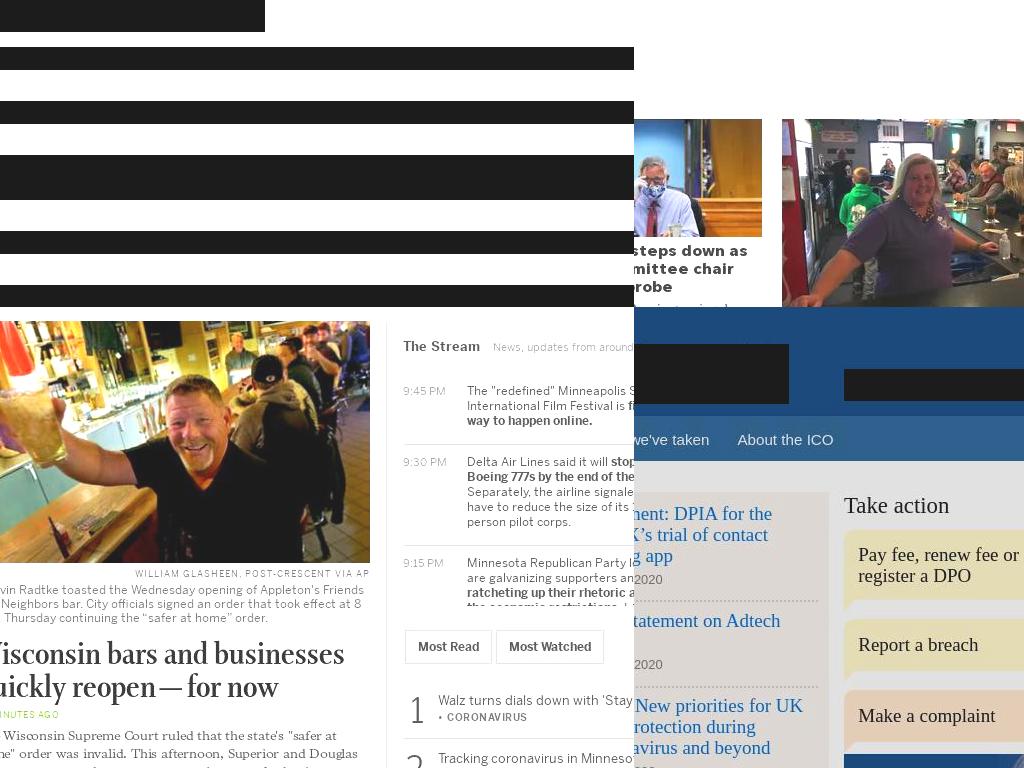 steps down as
mittee chair
probe
The Stream News, updates from around
9:45 PM The "redefined" Minneapolis S
International Film Festival is
way to happen online.
9:30 PM Delta Air Lines said it will stop
Boeing 777s by the end of the
Separately, the airline signale
have to reduce the size of its
person pilot corps.
9:15 PM Minnesota Republican Party
are galvanizing supporters an
ratcheting up their rhetoric a
the economic restrictions.
Most Read Most Watched
1 Walz turns dials down with 'Stay
• CORONAVIRUS
2 Tracking coronavirus in Minneso
WILLIAM GLASHEEN, POST-CRESCENT VIA AP
vin Radtke toasted the Wednesday opening of Appleton's Friends
Neighbors bar. City officials signed an order that took effect at 8
Thursday continuing the “safer at home” order.
isconsin bars and businesses
uickly reopen — for now
NUTES AGO
Wisconsin Supreme Court ruled that the state's "safer at
me" order was invalid. This afternoon, Superior and Douglas
we've taken About the ICO
ment: DPIA for the
K’s trial of contact
g app
2020
tatement on Adtech
2020
New priorities for UK
rotection during
avirus and beyond
Take action
Pay fee, renew fee or
register a DPO
Report a breach
Make a complaint